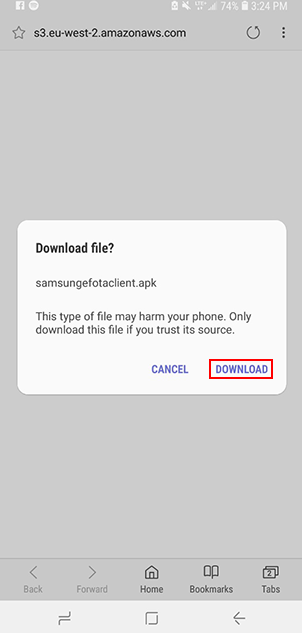 74% 3:24 PM
s3.eu-west-2.amazonaws.com
Download file?
samsungefotaclient.apk
This type of file may harm your phone. Only
download this file if you trust its source.
CANCEL DOWNLOAD
2
Back Forward Home Bookmarks Tabs